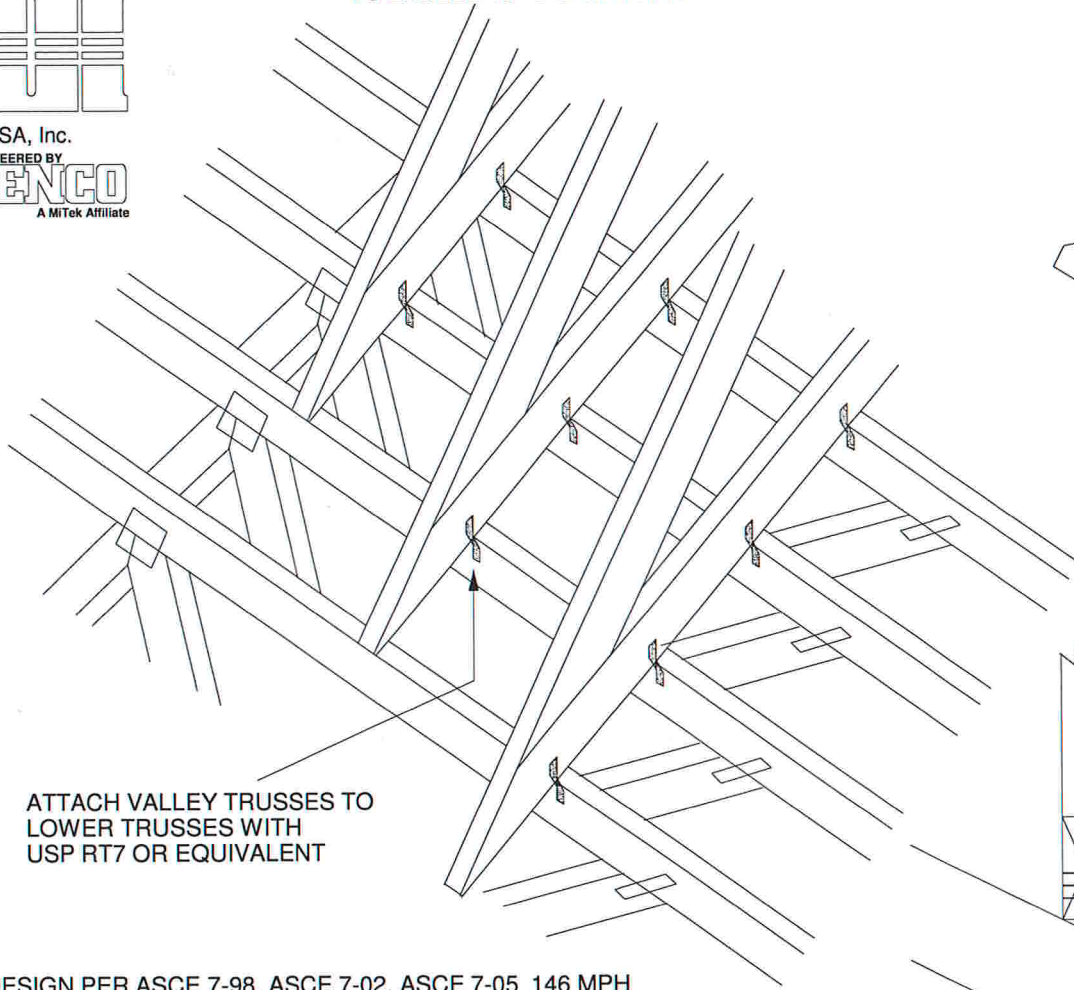 SA, Inc.
EERED BY
ENCO
A MiTek Affiliate
ATTACH VALLEY TRUSSES TO
LOWER TRUSSES WITH
USP RT7 OR EQUIVALENT
DESIGN PER ASCE 7-98, ASCE 7-02, ASCE 7-05 146 MPH